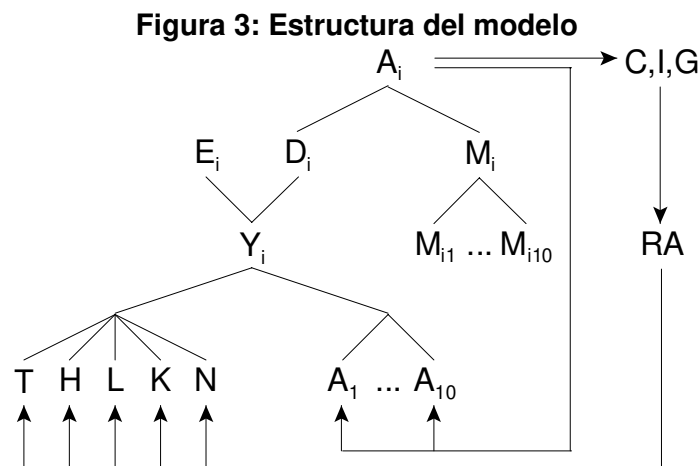 Figura 3: Estructura del modelo
Aᵢ C,I,G
Eᵢ Dᵢ Mᵢ
Yᵢ Mᵢ₁ ... Mᵢ₁₀ RA
T H L K N A₁ ... A₁₀